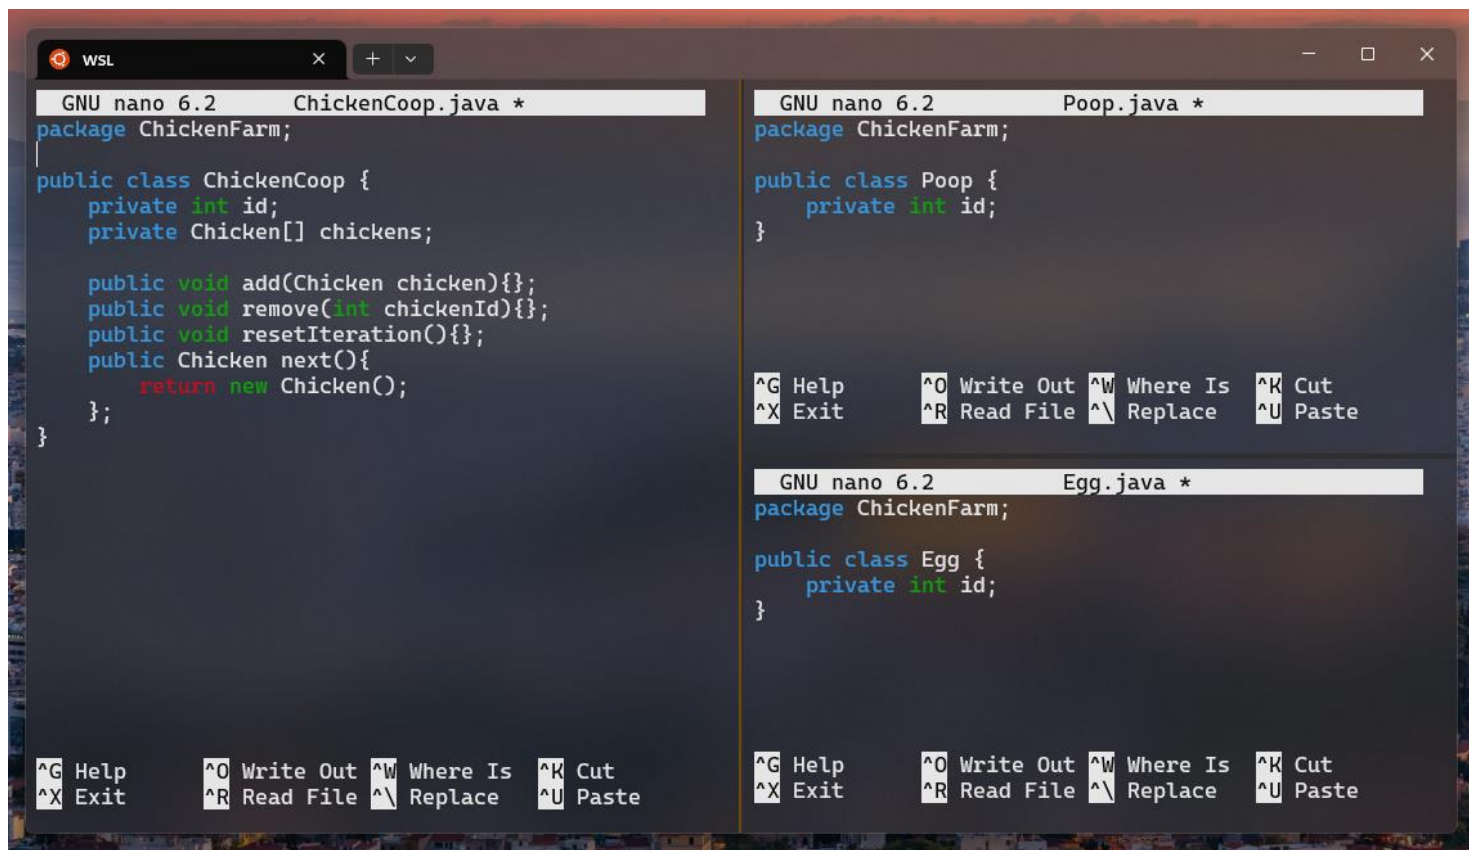 WSL
GNU nano 6.2 ChickenCoop.java *
package ChickenFarm;
public class ChickenCoop {
    private int id;
    private Chicken[] chickens;
    public void add(Chicken chicken){};
    public void remove(int chickenId){};
    public void resetIteration(){};
    public Chicken next(){
        return new Chicken();
    };
}
^G Help ^O Write Out ^W Where Is ^K Cut
^X Exit ^R Read File ^\ Replace ^U Paste
GNU nano 6.2 Poop.java *
package ChickenFarm;
public class Poop {
    private int id;
}
^G Help ^O Write Out ^W Where Is ^K Cut
^X Exit ^R Read File ^\ Replace ^U Paste
GNU nano 6.2 Egg.java *
package ChickenFarm;
public class Egg {
    private int id;
}
^G Help ^O Write Out ^W Where Is ^K Cut
^X Exit ^R Read File ^\ Replace ^U Paste